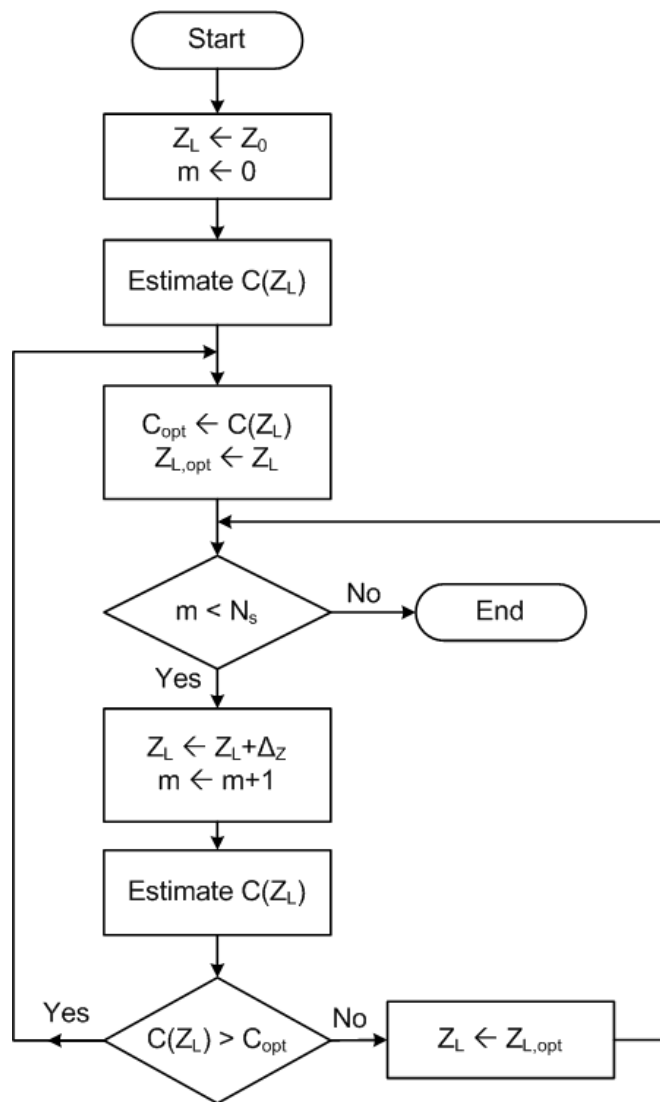 Start
Z_L ← Z_0
m ← 0
Estimate C(Z_L)
C_opt ← C(Z_L)
Z_L,opt ← Z_L
m < N_s
No
End
Yes
Z_L ← Z_L+Δ_Z
m ← m+1
Estimate C(Z_L)
Yes
C(Z_L) > C_opt
No
Z_L ← Z_L,opt